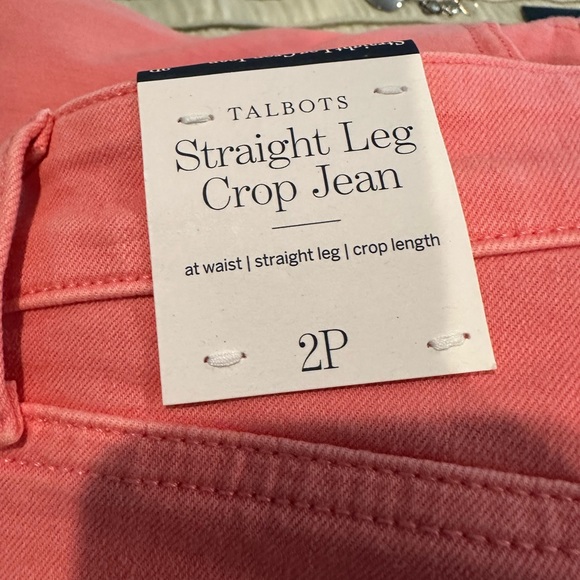 TALBOTS
Straight Leg
Crop Jean
at waist | straight leg | crop length
2P